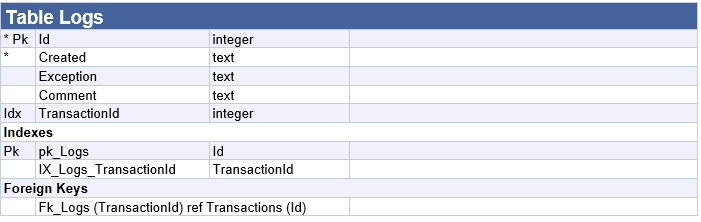 Table Logs
* Pk Id integer
* Created text
Exception text
Comment text
Idx TransactionId integer
Indexes
Pk pk_Logs Id
IX_Logs_TransactionId TransactionId
Foreign Keys
Fk_Logs (TransactionId) ref Transactions (Id)